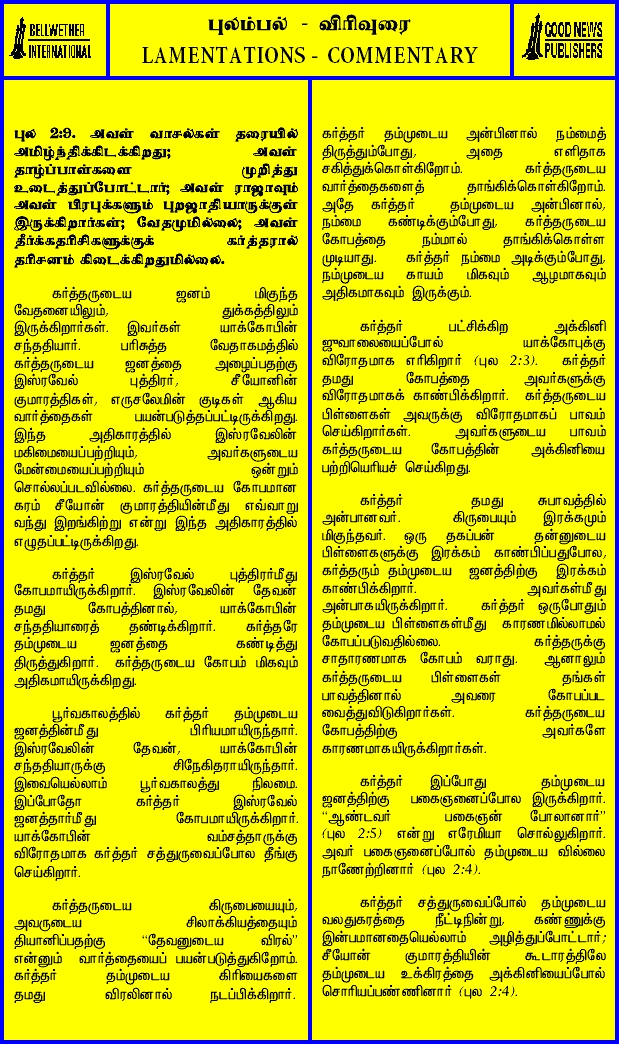 BELLWETHER
INTERNATIONAL
புலம்பல் - விரிவுரை
LAMENTATIONS - COMMENTARY
GOOD NEWS
PUBLISHERS
புல 2:9. அவள் வாசல்கள் தரையில்
அமிழ்ந்திக்கிடக்கிறது; அவள்
தாழ்ப்பாள்களை முறித்து
உடைத்துப்போட்டார்; அவள் ராஜாவும்
அவள் பிரபுக்களும் புறஜாதியாருக்குள்
இருக்கிறார்கள்; வேதமுமில்லை; அவள்
தீர்க்கதரிசிகளுக்குக் கர்த்தரால்
தரிசனம் கிடைக்கிறதுமில்லை.
கர்த்தருடைய ஜனம் மிகுந்த
வேதனையிலும், துக்கத்திலும்
இருக்கிறார்கள். இவர்கள் யாக்கோபின்
சந்ததியார். பரிசுத்த வேதாகமத்தில்
கர்த்தருடைய ஜனத்தை அழைப்பதற்கு
இஸ்ரவேல் புத்திரர், சீயோனின்
குமாரத்திகள், எருசலேமின் குடிகள் ஆகிய
வார்த்தைகள் பயன்படுத்தப்பட்டிருக்கிறது.
இந்த அதிகாரத்தில் இஸ்ரவேலின்
மகிமையைப்பற்றியும், அவர்களுடைய
மேன்மையைப்பற்றியும் ஒன்றும்
சொல்லப்படவில்லை. கர்த்தருடைய கோபமான
கரம் சீயோன் குமாரத்தியின்மீது எவ்வாறு
வந்து இறங்கிற்று என்று இந்த அதிகாரத்தில்
எழுதப்பட்டிருக்கிறது.
கர்த்தர் இஸ்ரவேல் புத்திரர்மீது
கோபமாயிருக்கிறார். இஸ்ரவேலின் தேவன்
தமது கோபத்தினால், யாக்கோபின்
சந்ததியாரைத் தண்டிக்கிறார். கர்த்தரே
தம்முடைய ஜனத்தை கண்டித்து
திருத்துகிறார். கர்த்தருடைய கோபம் மிகவும்
அதிகமாயிருக்கிறது.
பூர்வகாலத்தில் கர்த்தர் தம்முடைய
ஜனத்தின்மீது பிரியமாயிருந்தார்.
இஸ்ரவேலின் தேவன், யாக்கோபின்
சந்ததியாருக்கு சிநேகிதராயிருந்தார்.
இவையெல்லாம் பூர்வகாலத்து நிலமை.
இப்போதோ கர்த்தர் இஸ்ரவேல்
ஜனத்தார்மீது கோபமாயிருக்கிறார்.
யாக்கோபின் வம்சத்தாருக்கு
விரோதமாக கர்த்தர் சத்துருவைப்போல தீங்கு
செய்கிறார்.
கர்த்தருடைய கிருபையையும்,
அவருடைய சிலாக்கியத்தையும்
தியானிப்பதற்கு “தேவனுடைய விரல்”
என்னும் வார்த்தையைப் பயன்படுத்துகிறோம்.
கர்த்தர் தம்முடைய கிரியைகளை
தமது விரலினால் நடப்பிக்கிறார்.
கர்த்தர் தம்முடைய அன்பினால் நம்மைத்
திருத்தும்போது, அதை எளிதாக
சகித்துக்கொள்கிறோம். கர்த்தருடைய
வார்த்தைகளைத் தாங்கிக்கொள்கிறோம்.
அதே கர்த்தர் தம்முடைய அன்பினால்,
நம்மை கண்டிக்கும்போது, கர்த்தருடைய
கோபத்தை நம்மால் தாங்கிக்கொள்ள
முடியாது. கர்த்தர் நம்மை அடிக்கும்போது,
நம்முடைய காயம் மிகவும் ஆழமாகவும்
அதிகமாகவும் இருக்கும்.
கர்த்தர் பட்சிக்கிற அக்கினி
ஜுவாலையைப்போல் யாக்கோபுக்கு
விரோதமாக எரிகிறார் (புல 2:3). கர்த்தர்
தமது கோபத்தை அவர்களுக்கு
விரோதமாகக் காண்பிக்கிறார். கர்த்தருடைய
பிள்ளைகள் அவருக்கு விரோதமாகப் பாவம்
செய்கிறார்கள். அவர்களுடைய பாவம்
கர்த்தருடைய கோபத்தின் அக்கினியை
பற்றியெரியச் செய்கிறது.
கர்த்தர் தமது சுபாவத்தில்
அன்பானவர். கிருபையும் இரக்கமும்
மிகுந்தவர். ஒரு தகப்பன் தன்னுடைய
பிள்ளைகளுக்கு இரக்கம் காண்பிப்பதுபோல,
கர்த்தரும் தம்முடைய ஜனத்திற்கு இரக்கம்
காண்பிக்கிறார். அவர்கள்மீது
அன்பாகயிருக்கிறார். கர்த்தர் ஒருபோதும்
தம்முடைய பிள்ளைகள்மீது காரணமில்லாமல்
கோபப்படுவதில்லை. கர்த்தருக்கு
சாதாரணமாக கோபம் வராது. ஆனாலும்
கர்த்தருடைய பிள்ளைகள் தங்கள்
பாவத்தினால் அவரை கோபப்பட
வைத்துவிடுகிறார்கள். கர்த்தருடைய
கோபத்திற்கு அவர்களே
காரணமாகயிருக்கிறார்கள்.
கர்த்தர் இப்போது தம்முடைய
ஜனத்திற்கு பகைஞனைப்போல இருக்கிறார்.
“ஆண்டவர் பகைஞன் போலானார்”
(புல 2:5) என்று எரேமியா சொல்லுகிறார்.
அவர் பகைஞனைப்போல் தம்முடைய வில்லை
நாணேற்றினார் (புல 2:4).
கர்த்தர் சத்துருவைப்போல் தம்முடைய
வலதுகரத்தை நீட்டிநின்று, கண்ணுக்கு
இன்பமானதையெல்லாம் அழித்துப்போட்டார்;
சீயோன் குமாரத்தியின் கூடாரத்திலே
தம்முடைய உக்கிரத்தை அக்கினியைப்போல்
சொரியப்பண்ணினார் (புல 2:4).